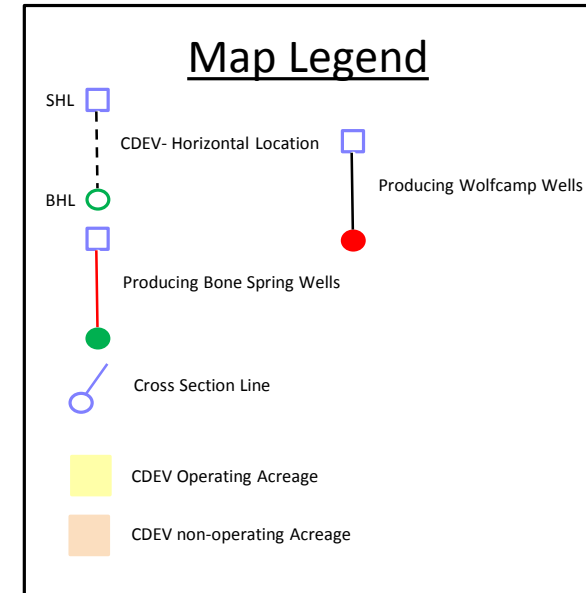 Map Legend
SHL
CDEV- Horizontal Location
BHL
Producing Wolfcamp Wells
Producing Bone Spring Wells
Cross Section Line
CDEV Operating Acreage
CDEV non-operating Acreage